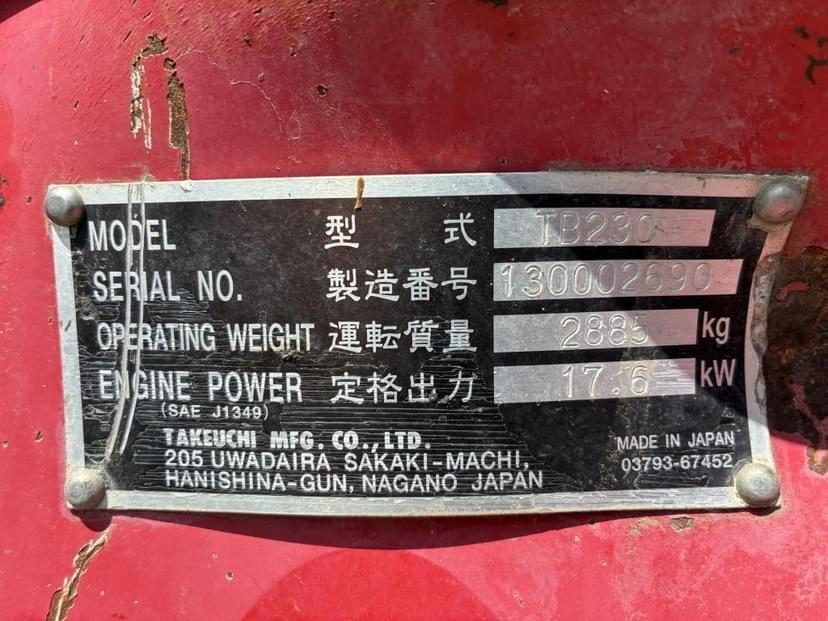 MODEL 型式 TB230
SERIAL NO. 製造番号 130002690
OPERATING WEIGHT 運転質量 2885 kg
ENGINE POWER 定格出力 17.6 kW
(SAE J1349)
TAKEUCHI MFG. CO., LTD.
205 UWADAIRA SAKAKI-MACHI,
HANISHINA-GUN, NAGANO JAPAN
MADE IN JAPAN
03793-67452